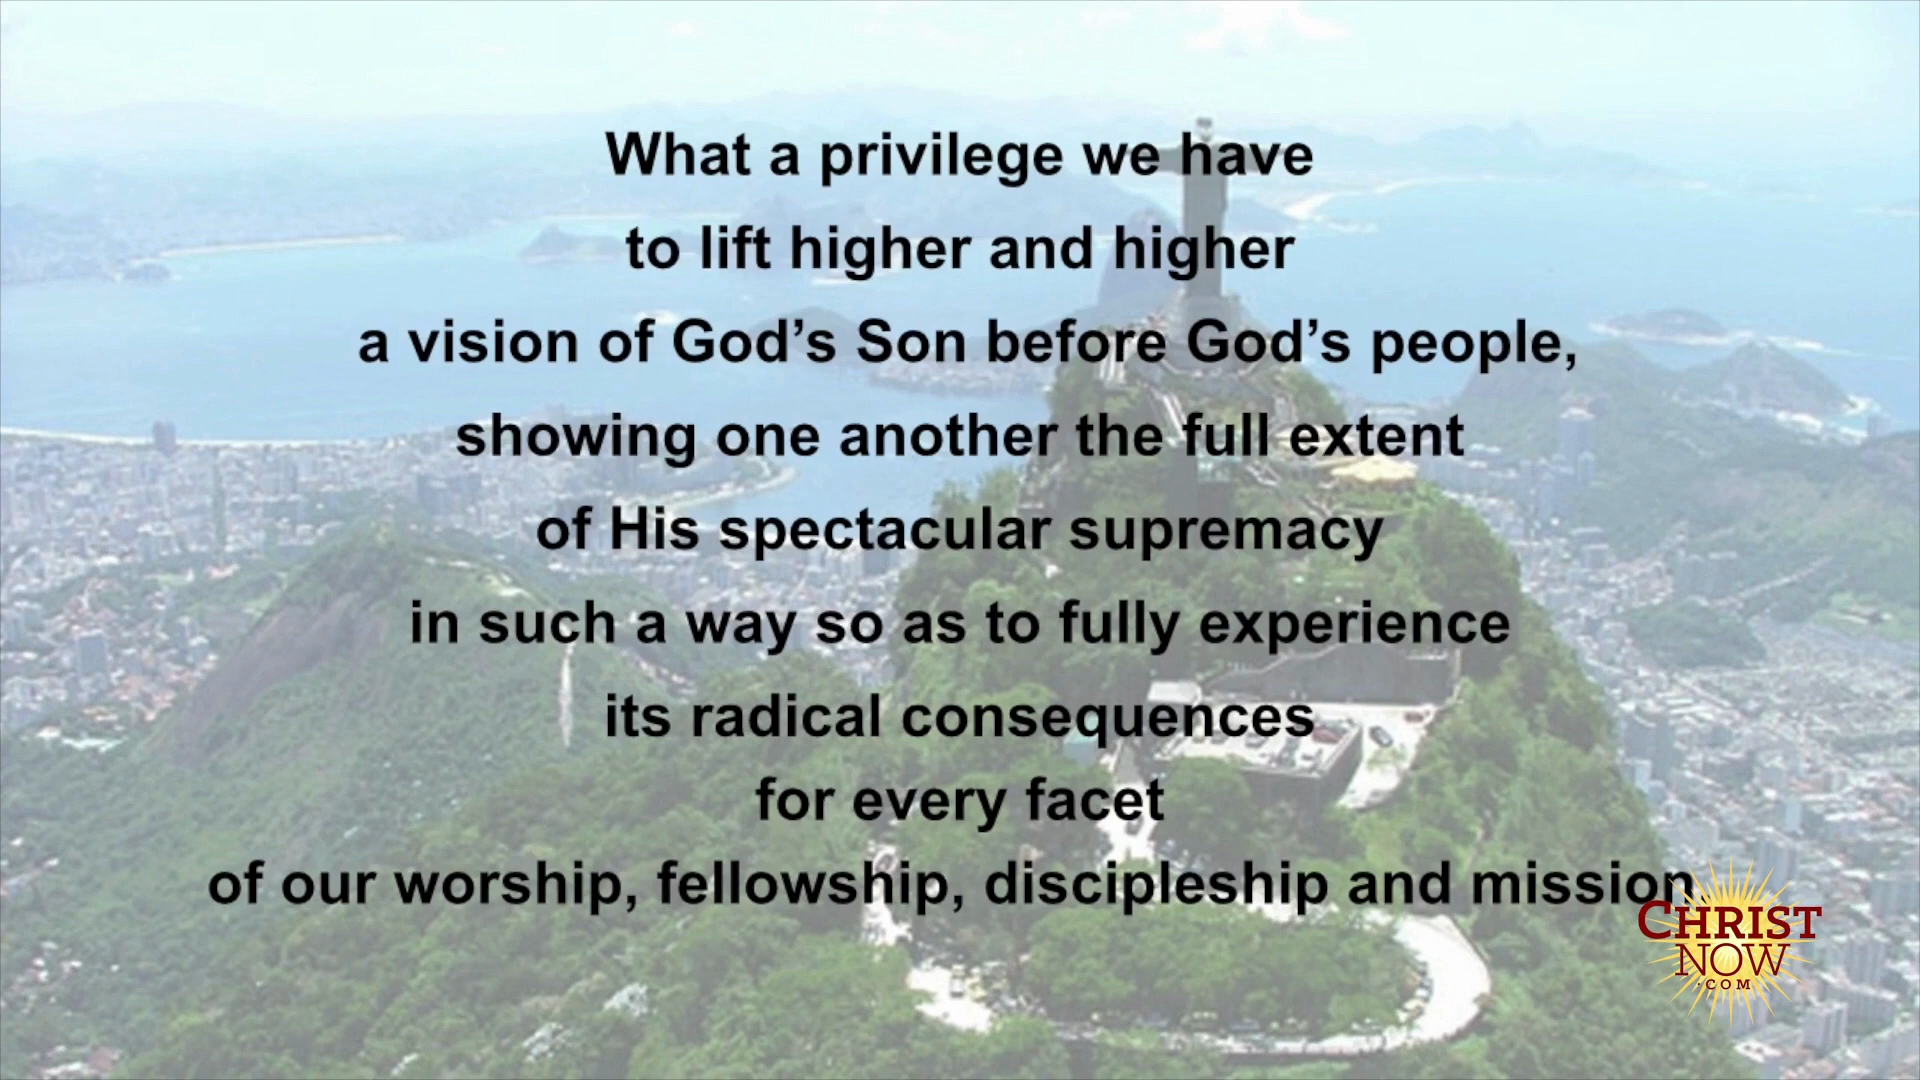 What a privilege we have
to lift higher and higher
a vision of God’s Son before God’s people,
showing one another the full extent
of His spectacular supremacy
in such a way so as to fully experience
its radical consequences
for every facet
of our worship, fellowship, discipleship and mission.
CHRIST
NOW
.COM